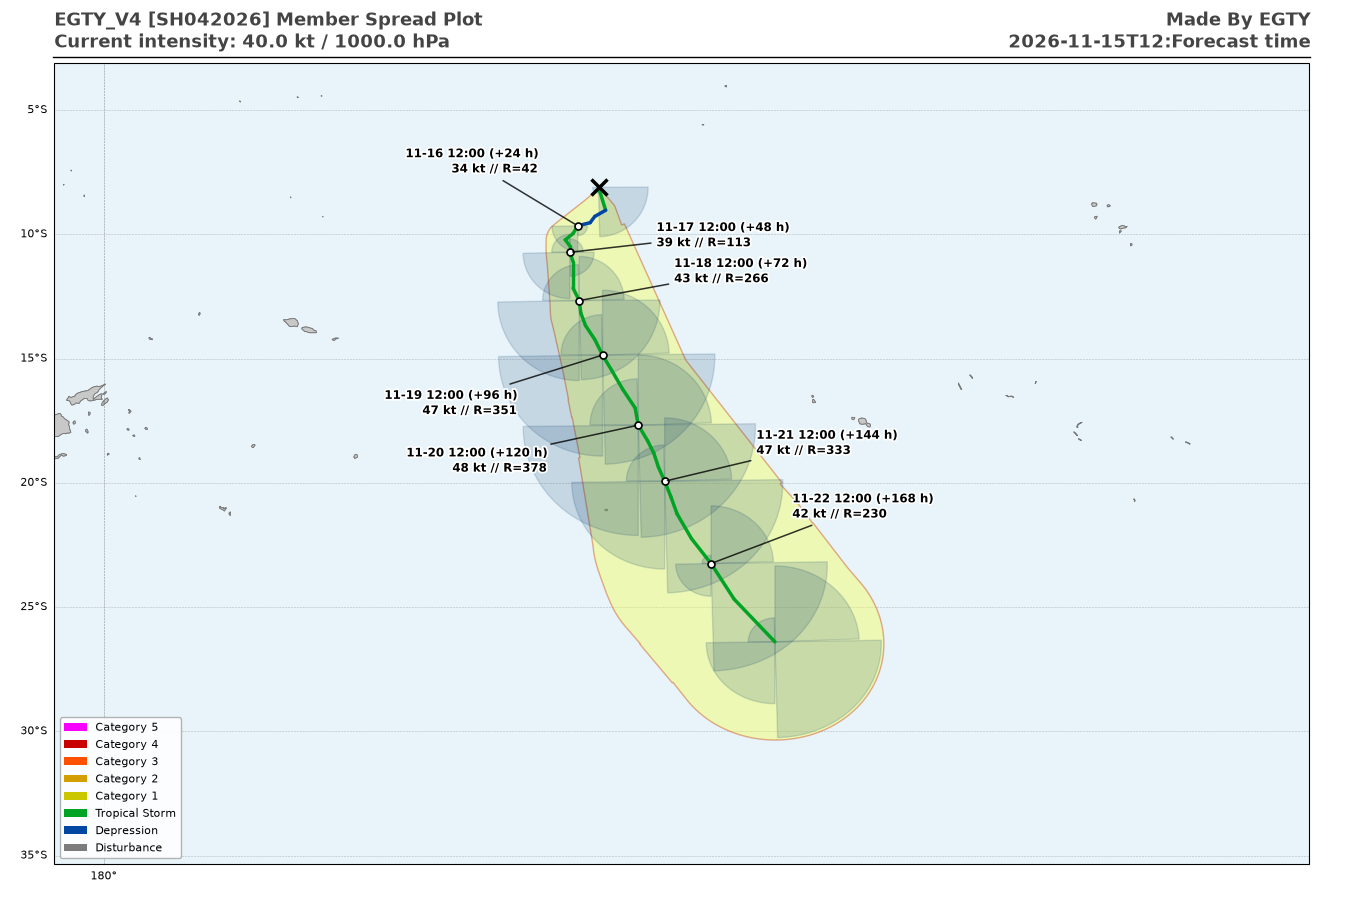 EGTY_V4 [SH042026] Member Spread Plot
Made By EGTY
Current intensity: 40.0 kt / 1000.0 hPa
2026-11-15T12:Forecast time
5°S
10°S
15°S
20°S
25°S
30°S
35°S
180°
11-16 12:00 (+24 h)
34 kt // R=42
11-17 12:00 (+48 h)
39 kt // R=113
11-18 12:00 (+72 h)
43 kt // R=266
11-19 12:00 (+96 h)
47 kt // R=351
11-20 12:00 (+120 h)
48 kt // R=378
11-21 12:00 (+144 h)
47 kt // R=333
11-22 12:00 (+168 h)
42 kt // R=230
Category 5
Category 4
Category 3
Category 2
Category 1
Tropical Storm
Depression
Disturbance